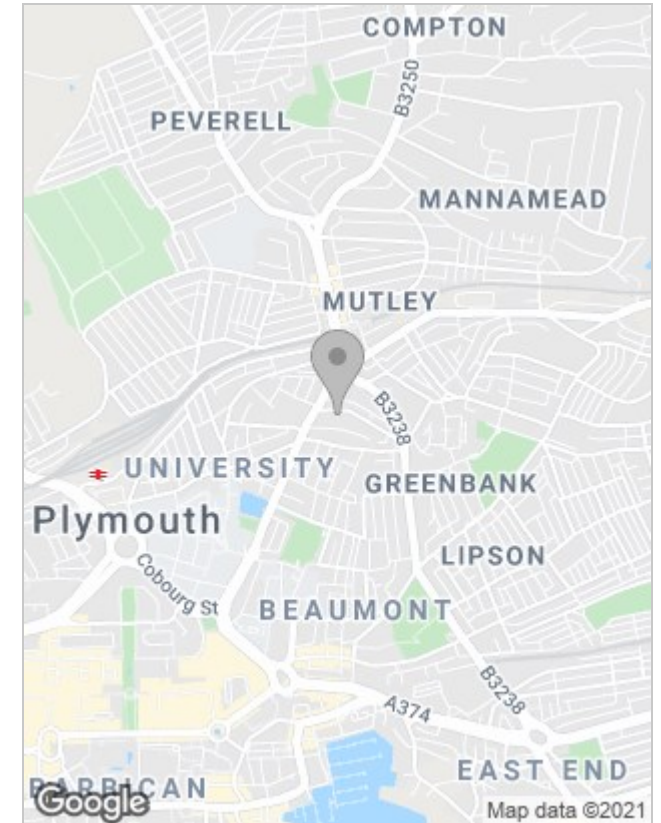 COMPTON
B3250
PEVERELL
MANNAMEAD
MUTLEY
B3238
UNIVERSITY
GREENBANK
Plymouth
LIPSON
Cobourg St
BEAUMONT
B3238
A374
EAST END
BARBICAN
Google
Map data ©2021